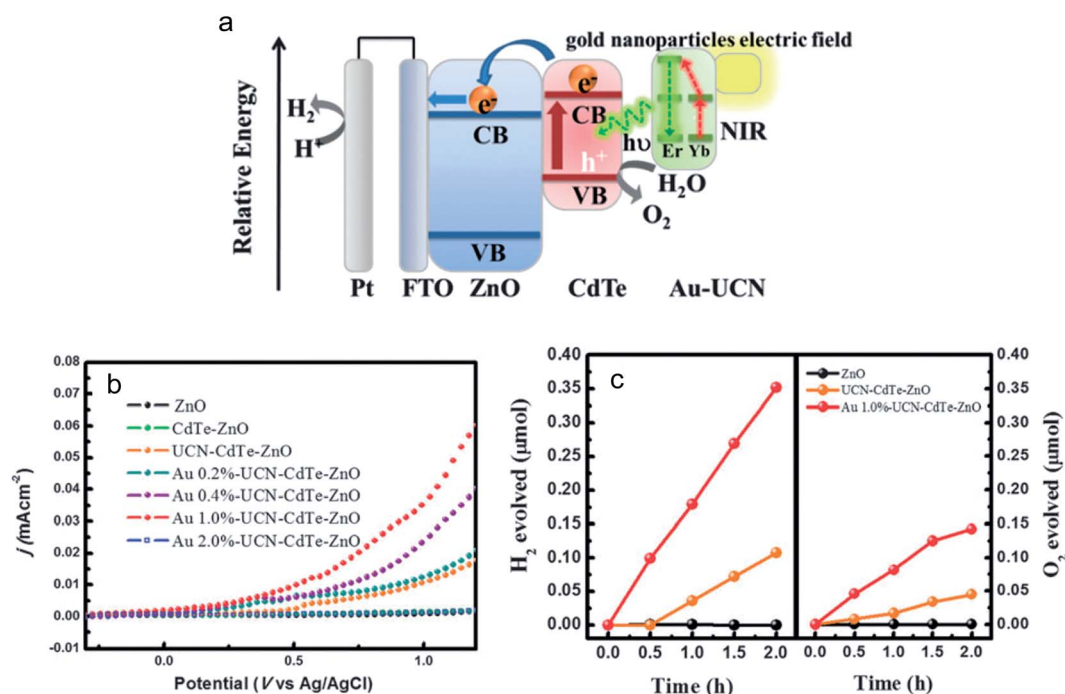 a
gold nanoparticles electric field
Relative Energy
H2
H+
e-
e-
CB
CB
hυ
h+
VB
VB
Er Yb
NIR
H2O
O2
Pt FTO ZnO CdTe Au-UCN
b
0.08
0.07
0.06
0.05
0.04
0.03
0.02
0.01
0.00
-0.01
j (mAcm-2)
ZnO
CdTe-ZnO
UCN-CdTe-ZnO
Au 0.2%-UCN-CdTe-ZnO
Au 0.4%-UCN-CdTe-ZnO
Au 1.0%-UCN-CdTe-ZnO
Au 2.0%-UCN-CdTe-ZnO
0.0 0.5 1.0
Potential (V vs Ag/AgCl)
c
0.40
0.35
0.30
0.25
0.20
0.15
0.10
0.05
0.00
H2 evolved (μmol)
0.0 0.5 1.0 1.5 2.0
Time (h)
ZnO
UCN-CdTe-ZnO
Au 1.0%-UCN-CdTe-ZnO
0.0 0.5 1.0 1.5 2.0
Time (h)
0.40
0.35
0.30
0.25
0.20
0.15
0.10
0.05
0.00
O2 evolved (μmol)